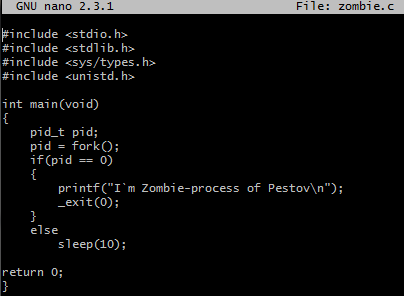 GNU nano 2.3.1 File: zombie.c
#include <stdio.h>
#include <stdlib.h>
#include <sys/types.h>
#include <unistd.h>
int main(void)
{
pid_t pid;
pid = fork();
if(pid == 0)
{
printf("I`m Zombie-process of Pestov\n");
_exit(0);
}
else
sleep(10);
return 0;
}